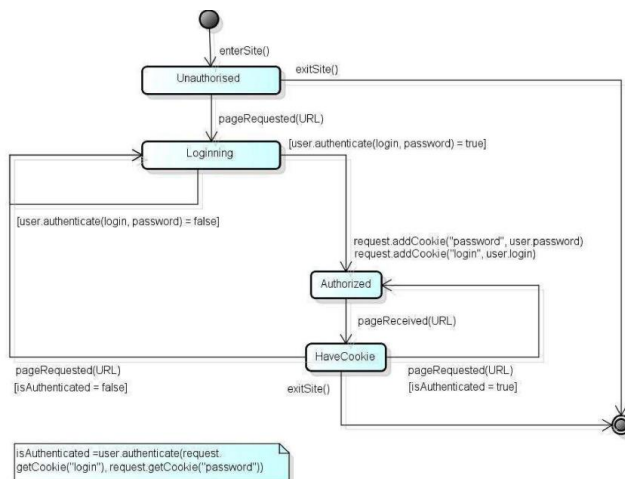 enterSite()
Unauthorised
exitSite()
pageRequested(URL)
Loginning
[user.authenticate(login, password) = true]
[user.authenticate(login, password) = false]
request.addCookie("password", user.password)
request.addCookie("login", user.login)
Authorized
pageReceived(URL)
HaveCookie
pageRequested(URL)
[isAuthenticated = false]
exitSite()
pageRequested(URL)
[isAuthenticated = true]
isAuthenticated =user.authenticate(request.
getCookie("login"), request.getCookie("password"))